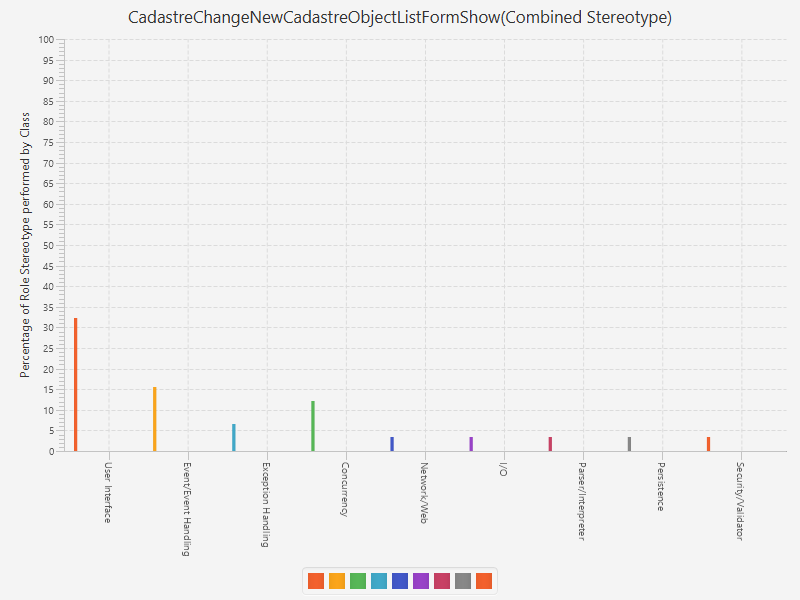 CadastreChangeNewCadastreObjectListFormShow(Combined Stereotype)
Percentage of Role Stereotype performed by Class
100
95
90
85
80
75
70
65
60
55
50
45
40
35
30
25
20
15
10
5
0
User Interface
Event/Event Handling
Exception Handling
Concurrency
Network/Web
I/O
Parser/Interpreter
Persistence
Security/Validator